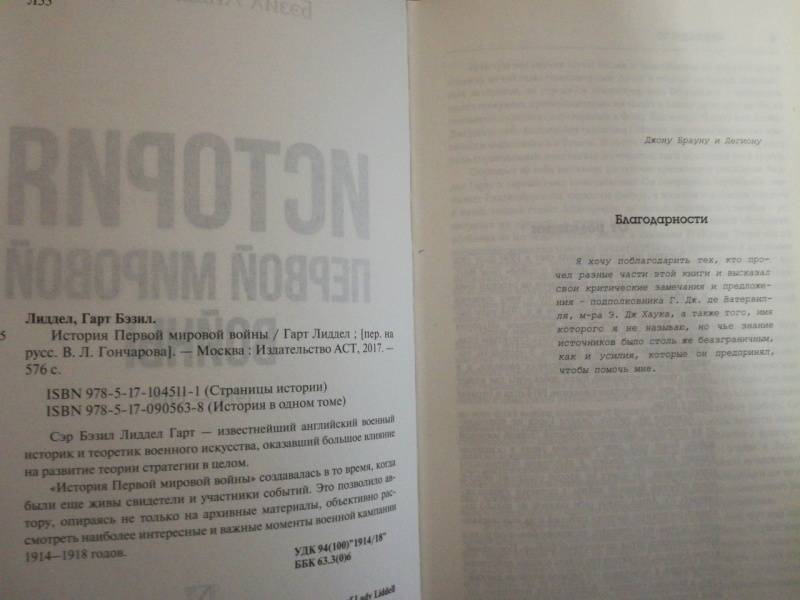 Л53
Лиддел, Гарт Бэзил.
История Первой мировой войны / Гарт Лиддел ; [пер. на
русс. В. Л. Гончарова]. — Москва : Издательство АСТ, 2017. —
576 с.
5
ISBN 978-5-17-104511-1 (Страницы истории)
ISBN 978-5-17-090563-8 (История в одном томе)
Сэр Бэзил Лиддел Гарт — известнейший английский военный
историк и теоретик военного искусства, оказавший большое влияние
на развитие теории стратегии в целом.
«История Первой мировой войны» создавалась в то время, когда
были еще живы свидетели и участники событий. Это позволило ав-
тору, опираясь не только на архивные материалы, объективно рас-
смотреть наиболее интересные и важные моменты военной кампании
1914—1918 годов.
УДК 94(100)"1914/18"
ББК 63.3(0)6
of Lady Liddell
ИСТОРИЯ
ПЕРВОЙ МИРОВОЙ
ВОЙНЫ
Джону Брауну и Легиону
Благодарности
Я хочу поблагодарить тех, кто про-
чел разные части этой книги и высказал
свои критические замечания и предложе-
ния – подполковника Г. Дж. де Ватервил-
ля, м-ра Э. Дж Хаука, а также того, имя
которого я не называю, но чье знание
источников было столь же безграничным,
как и усилия, которые он предпринял,
чтобы помочь мне.